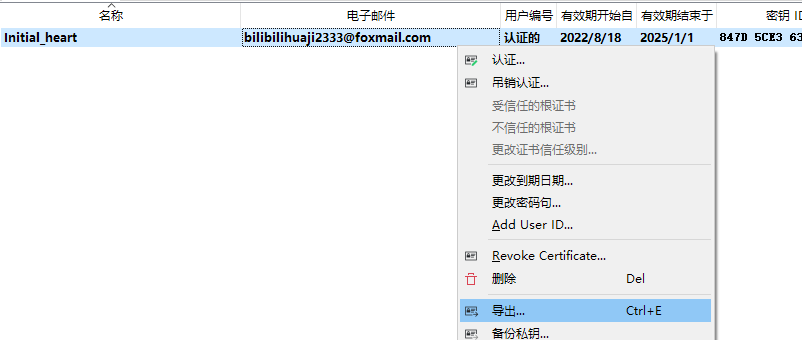 名称 电子邮件 用户编号 有效期开始自 有效期结束于 密钥 ID
Initial_heart bilibilihuaji2333@foxmail.com 认证的 2022/8/18 2025/1/1 847D 5CE3 63
认证...
吊销认证...
受信任的根证书
不信任的根证书
更改证书信任级别...
更改到期日期...
更改密码句...
Add User ID...
Revoke Certificate...
删除 Del
导出... Ctrl+E
备份私钥...